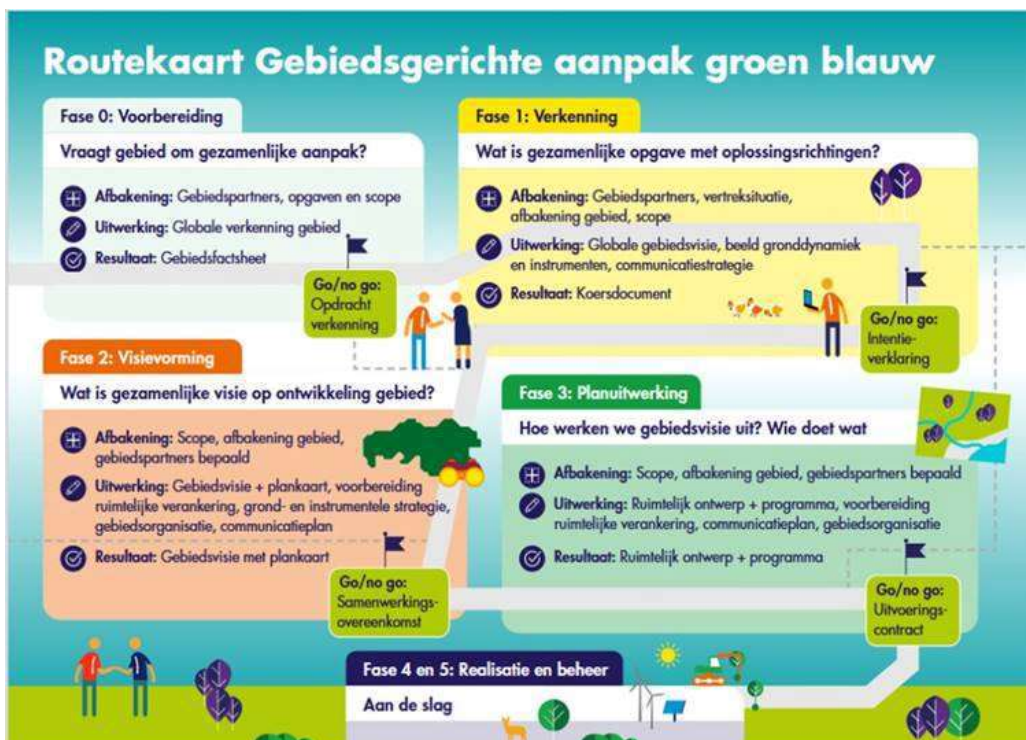 Routekaart Gebiedsgerichte aanpak groen blauw
Fase 0: Voorbereiding
Vraagt gebied om gezamenlijke aanpak?
Afbakening: Gebiedspartners, opgaven en scope
Uitwerking: Globale verkenning gebied
Resultaat: Gebiedsfactsheet
Go/no go:
Opdracht
verkenning
Fase 1: Verkenning
Wat is gezamenlijke opgave met oplossingsrichtingen?
Afbakening: Gebiedspartners, vertreksituatie,
afbakening gebied, scope
Uitwerking: Globale gebiedsvisie, beeld gronddynamiek
en instrumenten, communicatiestrategie
Resultaat: Koersdocument
Go/no go:
Intentie-
verklaring
Fase 2: Visievorming
Wat is gezamenlijke visie op ontwikkeling gebied?
Afbakening: Scope, afbakening gebied,
gebiedspartners bepaald
Uitwerking: Gebiedsvisie + plankaart, voorbereiding
ruimtelijke verankering, grond- en instrumentele strategie,
gebiedsorganisatie, communicatieplan
Resultaat: Gebiedsvisie met plankaart
Go/no go:
Samenwerkings-
overeenkomst
Fase 3: Planuitwerking
Hoe werken we gebiedsvisie uit? Wie doet wat
Afbakening: Scope, afbakening gebied, gebiedspartners bepaald
Uitwerking: Ruimtelijk ontwerp + programma, voorbereiding
ruimtelijke verankering, communicatieplan, gebiedsorganisatie
Resultaat: Ruimtelijk ontwerp + programma
Go/no go:
Uitvoerings-
contract
Fase 4 en 5: Realisatie en beheer
Aan de slag